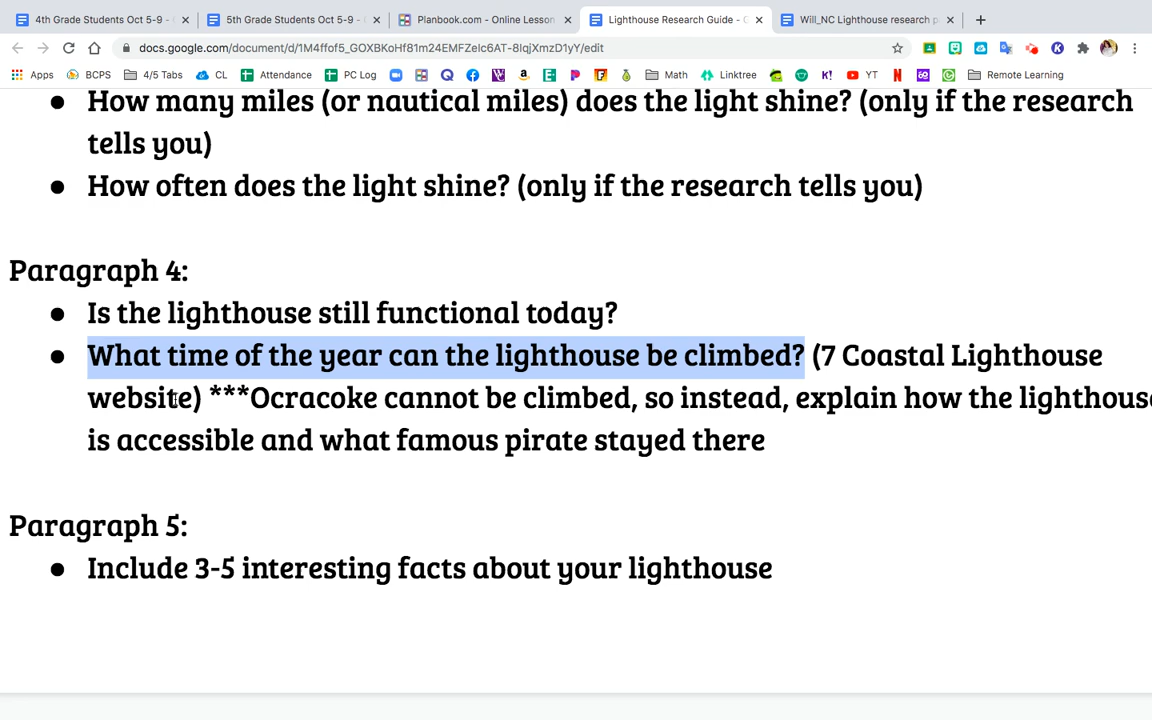 4th Grade Students Oct 5-9 -
5th Grade Students Oct 5-9 -
Planbook.com - Online Lesson
Lighthouse Research Guide -
Will_NC Lighthouse research
docs.google.com/document/d/1M4ffof5_GOXBKoHf81m24EMFZeIc6AT-8IqjXmzD1yY/edit
Apps BCPS 4/5 Tabs CL Attendance PC Log Math Linktree K! YT Remote Learning
• How many miles (or nautical miles) does the light shine? (only if the research
tells you)
• How often does the light shine? (only if the research tells you)
Paragraph 4:
• Is the lighthouse still functional today?
• What time of the year can the lighthouse be climbed? (7 Coastal Lighthouse
website) ***Ocracoke cannot be climbed, so instead, explain how the lighthous
is accessible and what famous pirate stayed there
Paragraph 5:
• Include 3-5 interesting facts about your lighthouse